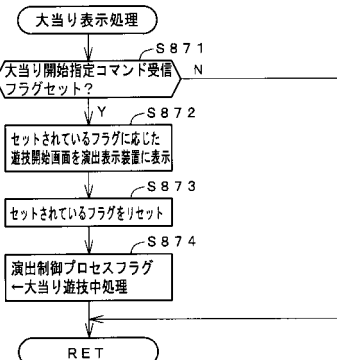 大当り表示処理
S871
大当り開始指定コマンド受信
フラグセット？
N
Y
S872
セットされているフラグに応じた
遊技開始画面を演出表示装置に表示
S873
セットされているフラグをリセット
S874
演出制御プロセスフラグ
←大当り遊技中処理
RET